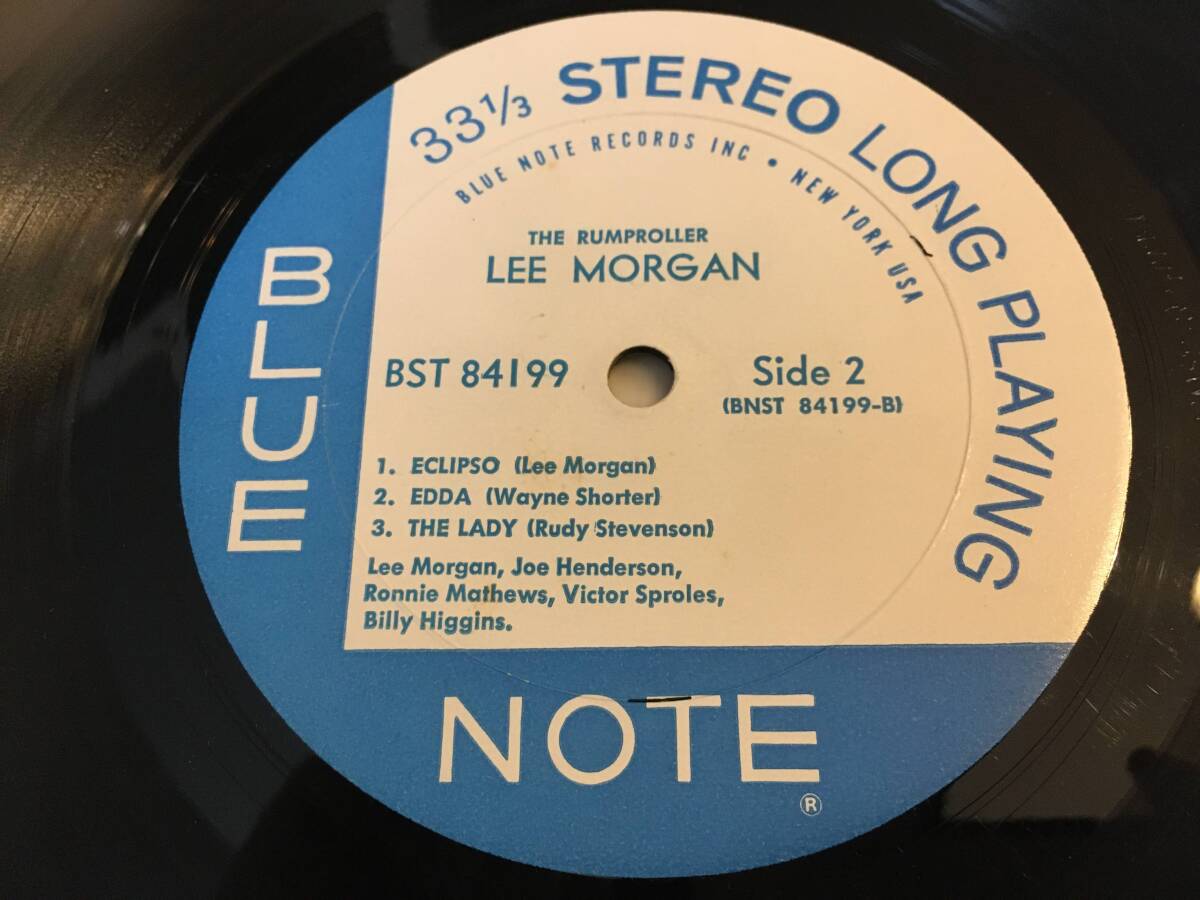 33 1/3 STEREO LONG PLAYING
BLUE NOTE RECORDS INC • NEW YORK USA
THE RUMPROLLER
LEE MORGAN
BST 84199
Side 2
(BNST 84199-B)
1. ECLIPSO (Lee Morgan)
2. EDDA (Wayne Shorter)
3. THE LADY (Rudy Stevenson)
Lee Morgan, Joe Henderson,
Ronnie Mathews, Victor Sproles,
Billy Higgins.
BLUE
NOTE
®